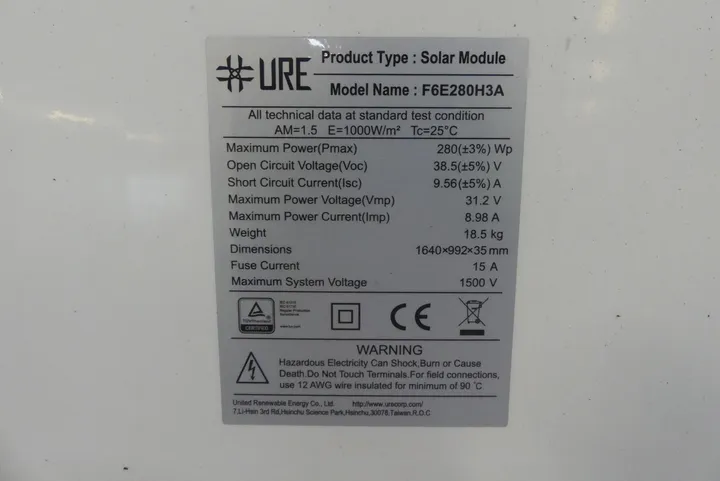 URE
Product Type : Solar Module
Model Name : F6E280H3A
All technical data at standard test condition
AM=1.5 E=1000W/m² Tc=25°C
Maximum Power(Pmax) 280(±3%) Wp
Open Circuit Voltage(Voc) 38.5(±5%) V
Short Circuit Current(Isc) 9.56(±5%) A
Maximum Power Voltage(Vmp) 31.2 V
Maximum Power Current(Imp) 8.98 A
Weight 18.5 kg
Dimensions 1640×992×35mm
Fuse Current 15 A
Maximum System Voltage 1500 V
CERTIFIED
CE
WARNING
Hazardous Electricity Can Shock,Burn or Cause
Death.Do Not Touch Terminals.For field connections,
use 12 AWG wire insulated for minimum of 90 ℃
United Renewable Energy Co., Ltd. http://www.urecorp.com/
7,Li-Hsin 3rd Rd,Hsinchu Science Park,Hsinchu,30078,Taiwan,R.O.C